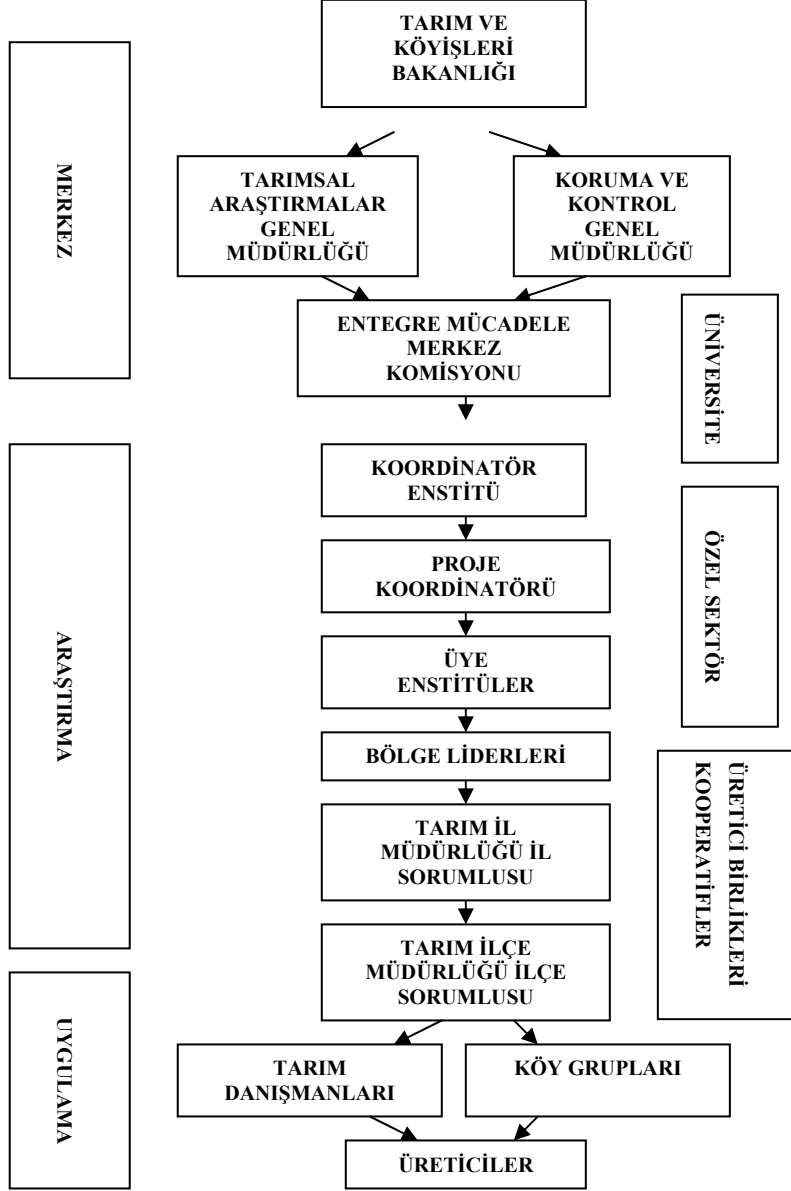 TARIM VE
KÖYİŞLERİ
BAKANLIĞI
MERKEZ
TARIMSAL
ARAŞTIRMALAR
GENEL
MÜDÜRLÜĞÜ
KORUMA VE
KONTROL
GENEL
MÜDÜRLÜĞÜ
ENTEGRE MÜCADELE
MERKEZ
KOMİSYONU
ÜNİVERSİTE
ARAŞTIRMA
KOORDİNATÖR
ENSTİTÜ
PROJE
KOORDİNATÖRÜ
ÖZEL SEKTÖR
ÜYE
ENSTİTÜLER
BÖLGE LİDERLERİ
TARIM İL
MÜDÜRLÜĞÜ İL
SORUMLUSU
ÜRETİCİ BİRLİKLERİ
KOOPERATİFLER
TARIM İLÇE
MÜDÜRLÜĞÜ İLÇE
SORUMLUSU
UYGULAMA
TARIM
DANIŞMANLARI
KÖY GRUPLARI
ÜRETİCİLER